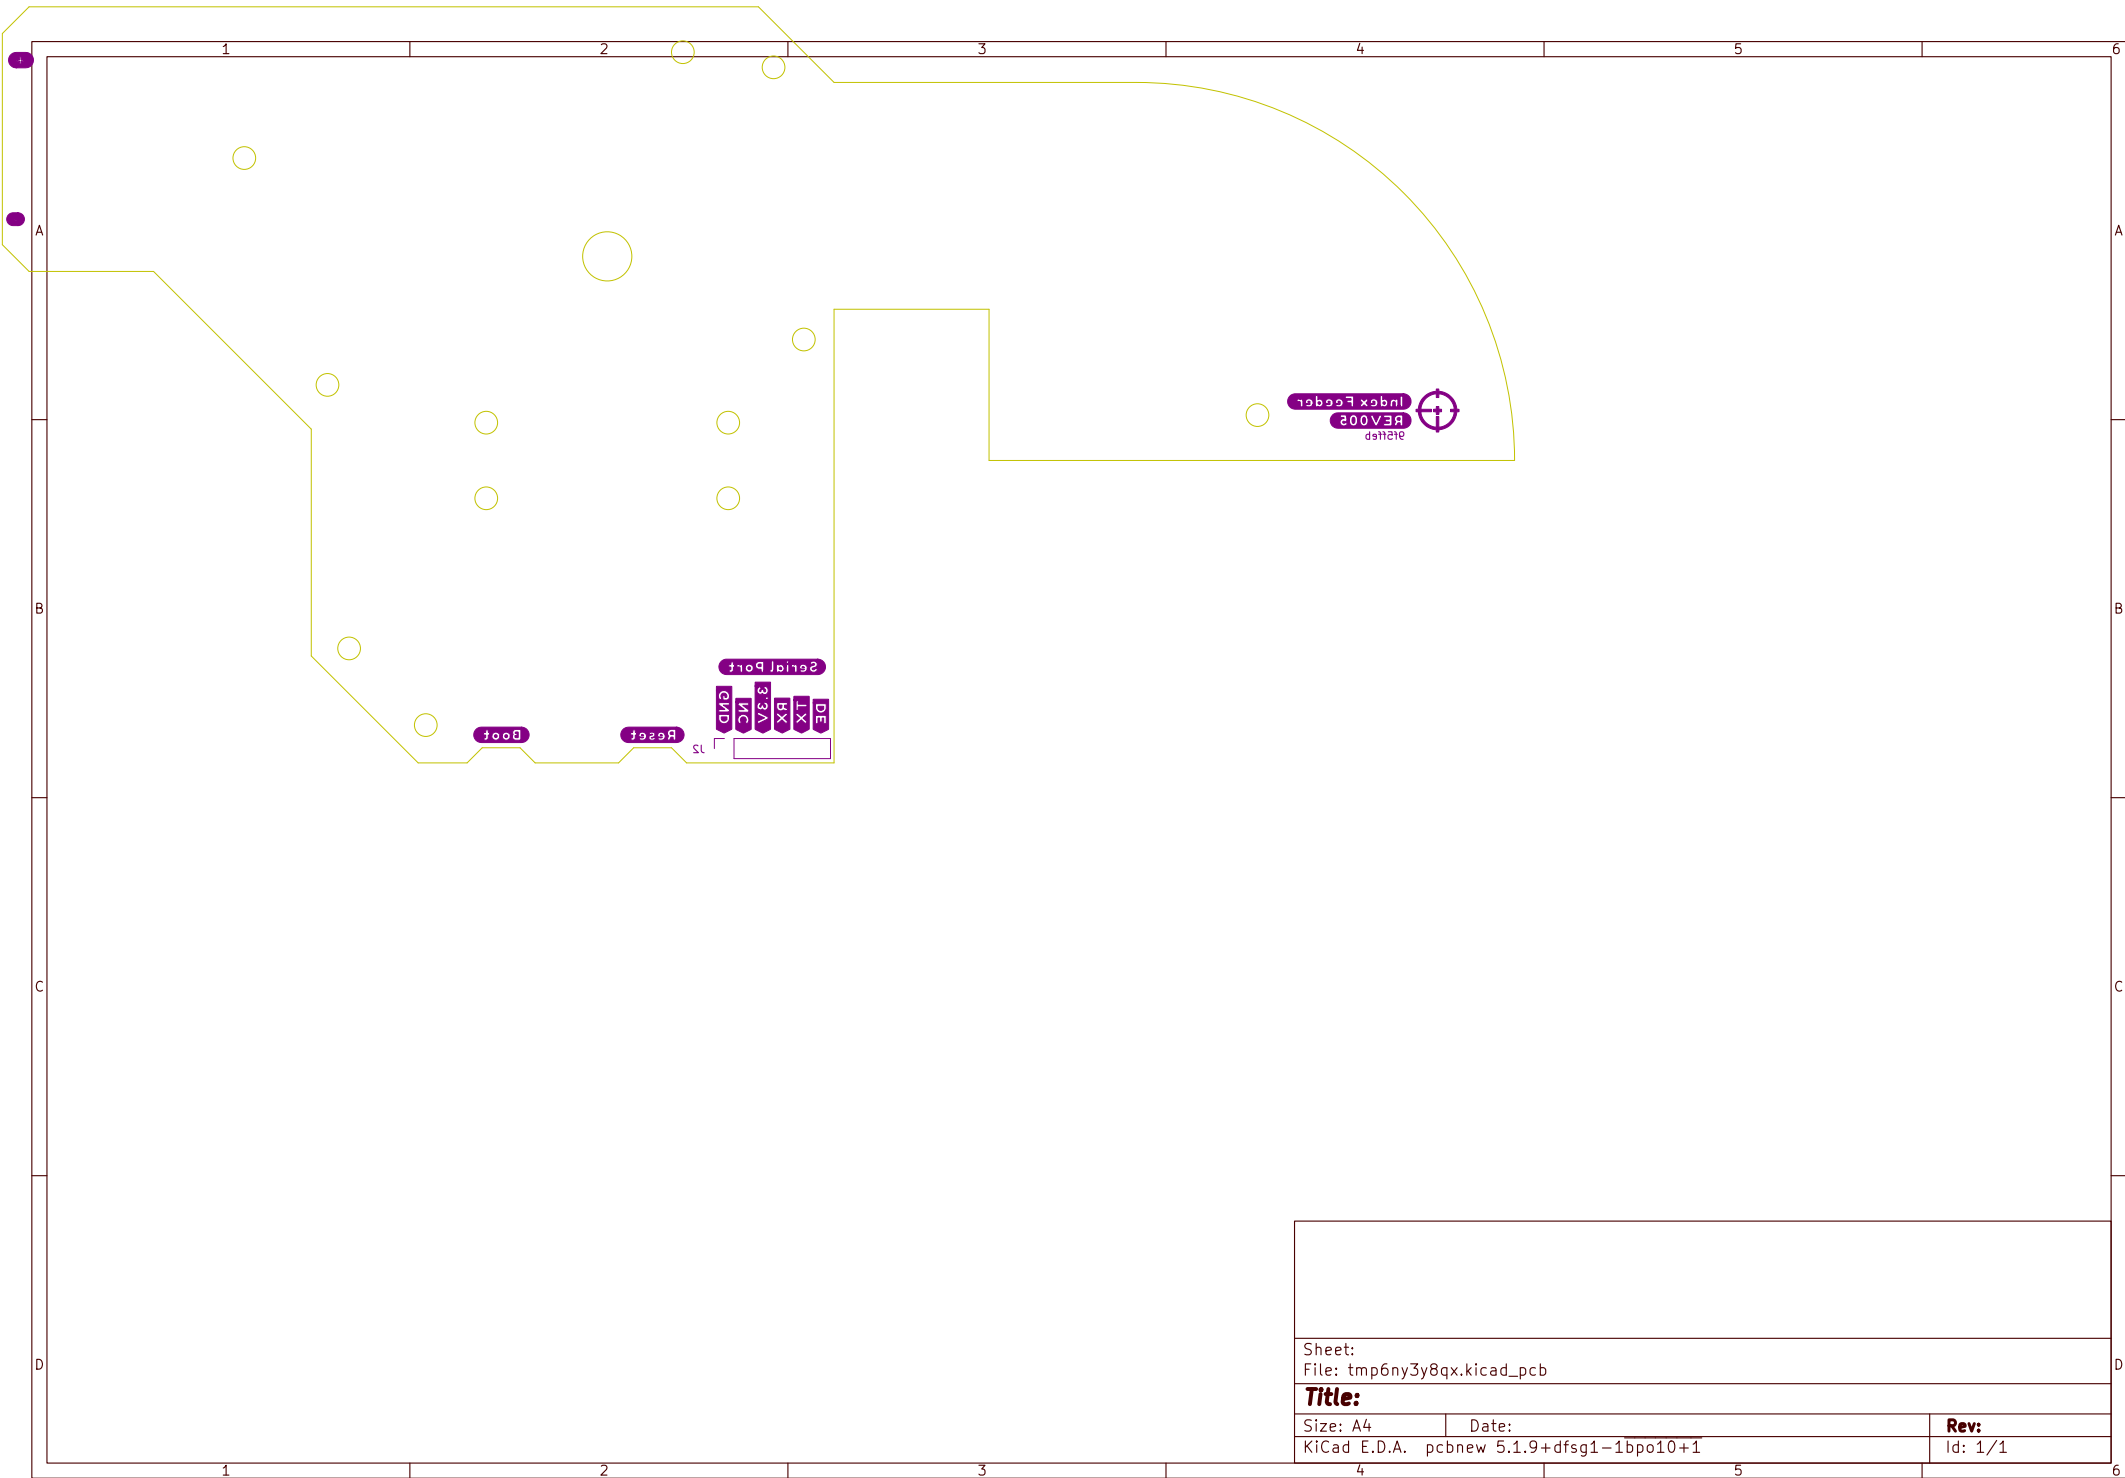 1 2 3 4 5 6
+
A A
Index Feeder
REV005
9f5ffeb
B B
Serial Port
GND NC 3.3V RX TX DE
Boot Reset
J2
C C
Sheet:
File: tmp6ny3y8qx.kicad_pcb
D D
Title:
Size: A4 Date: Rev:
KiCad E.D.A. pcbnew 5.1.9+dfsg1-1bpo10+1 Id: 1/1
1 2 3 4 5 6